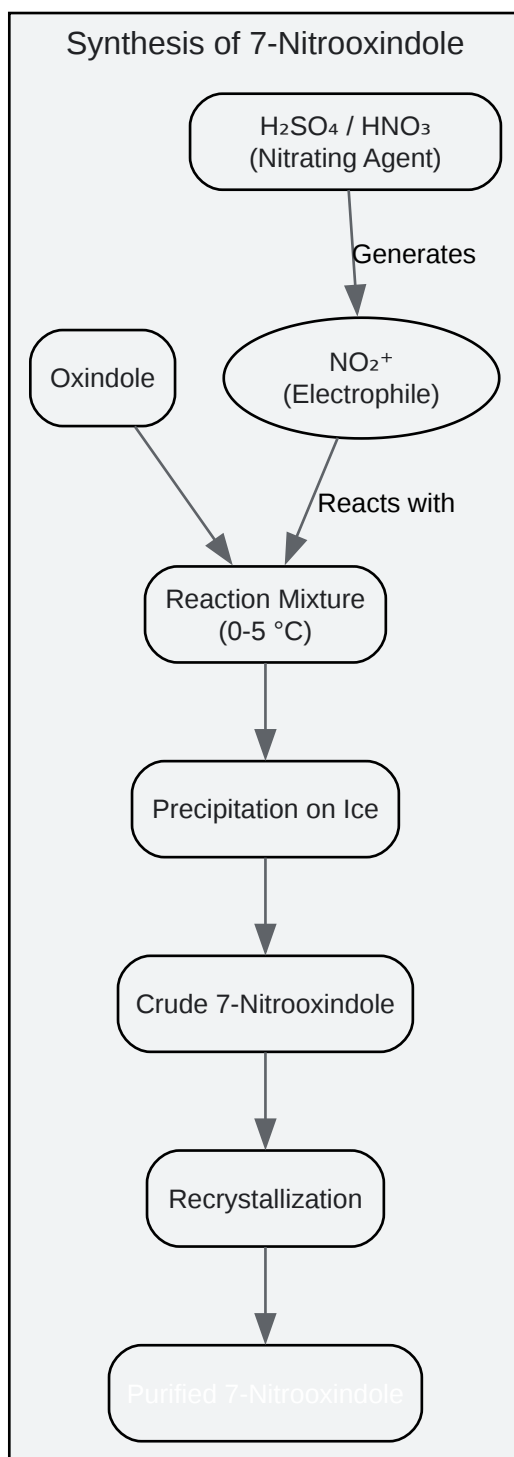 Synthesis of 7-Nitrooxindole
H₂SO₄ / HNO₃
(Nitrating Agent)
Generates
Oxindole
NO₂⁺
(Electrophile)
Reacts with
Reaction Mixture
(0-5 °C)
Precipitation on Ice
Crude 7-Nitrooxindole
Recrystallization
Purified 7-Nitrooxindole